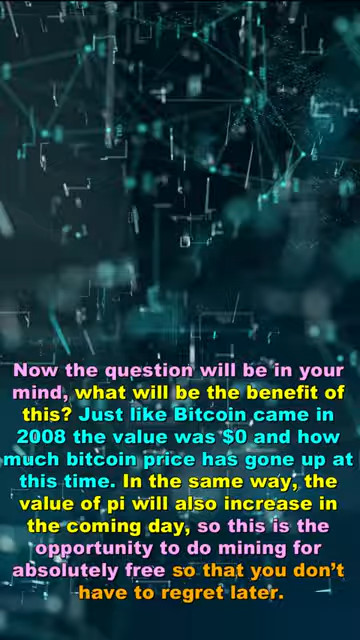 Now the question will be in your
mind, what will be the benefit of
this? Just like Bitcoin came in
2008 the value was $0 and how
much bitcoin price has gone up at
this time. In the same way, the
value of pi will also increase in
the coming day, so this is the
opportunity to do mining for
absolutely free so that you don't
have to regret later.